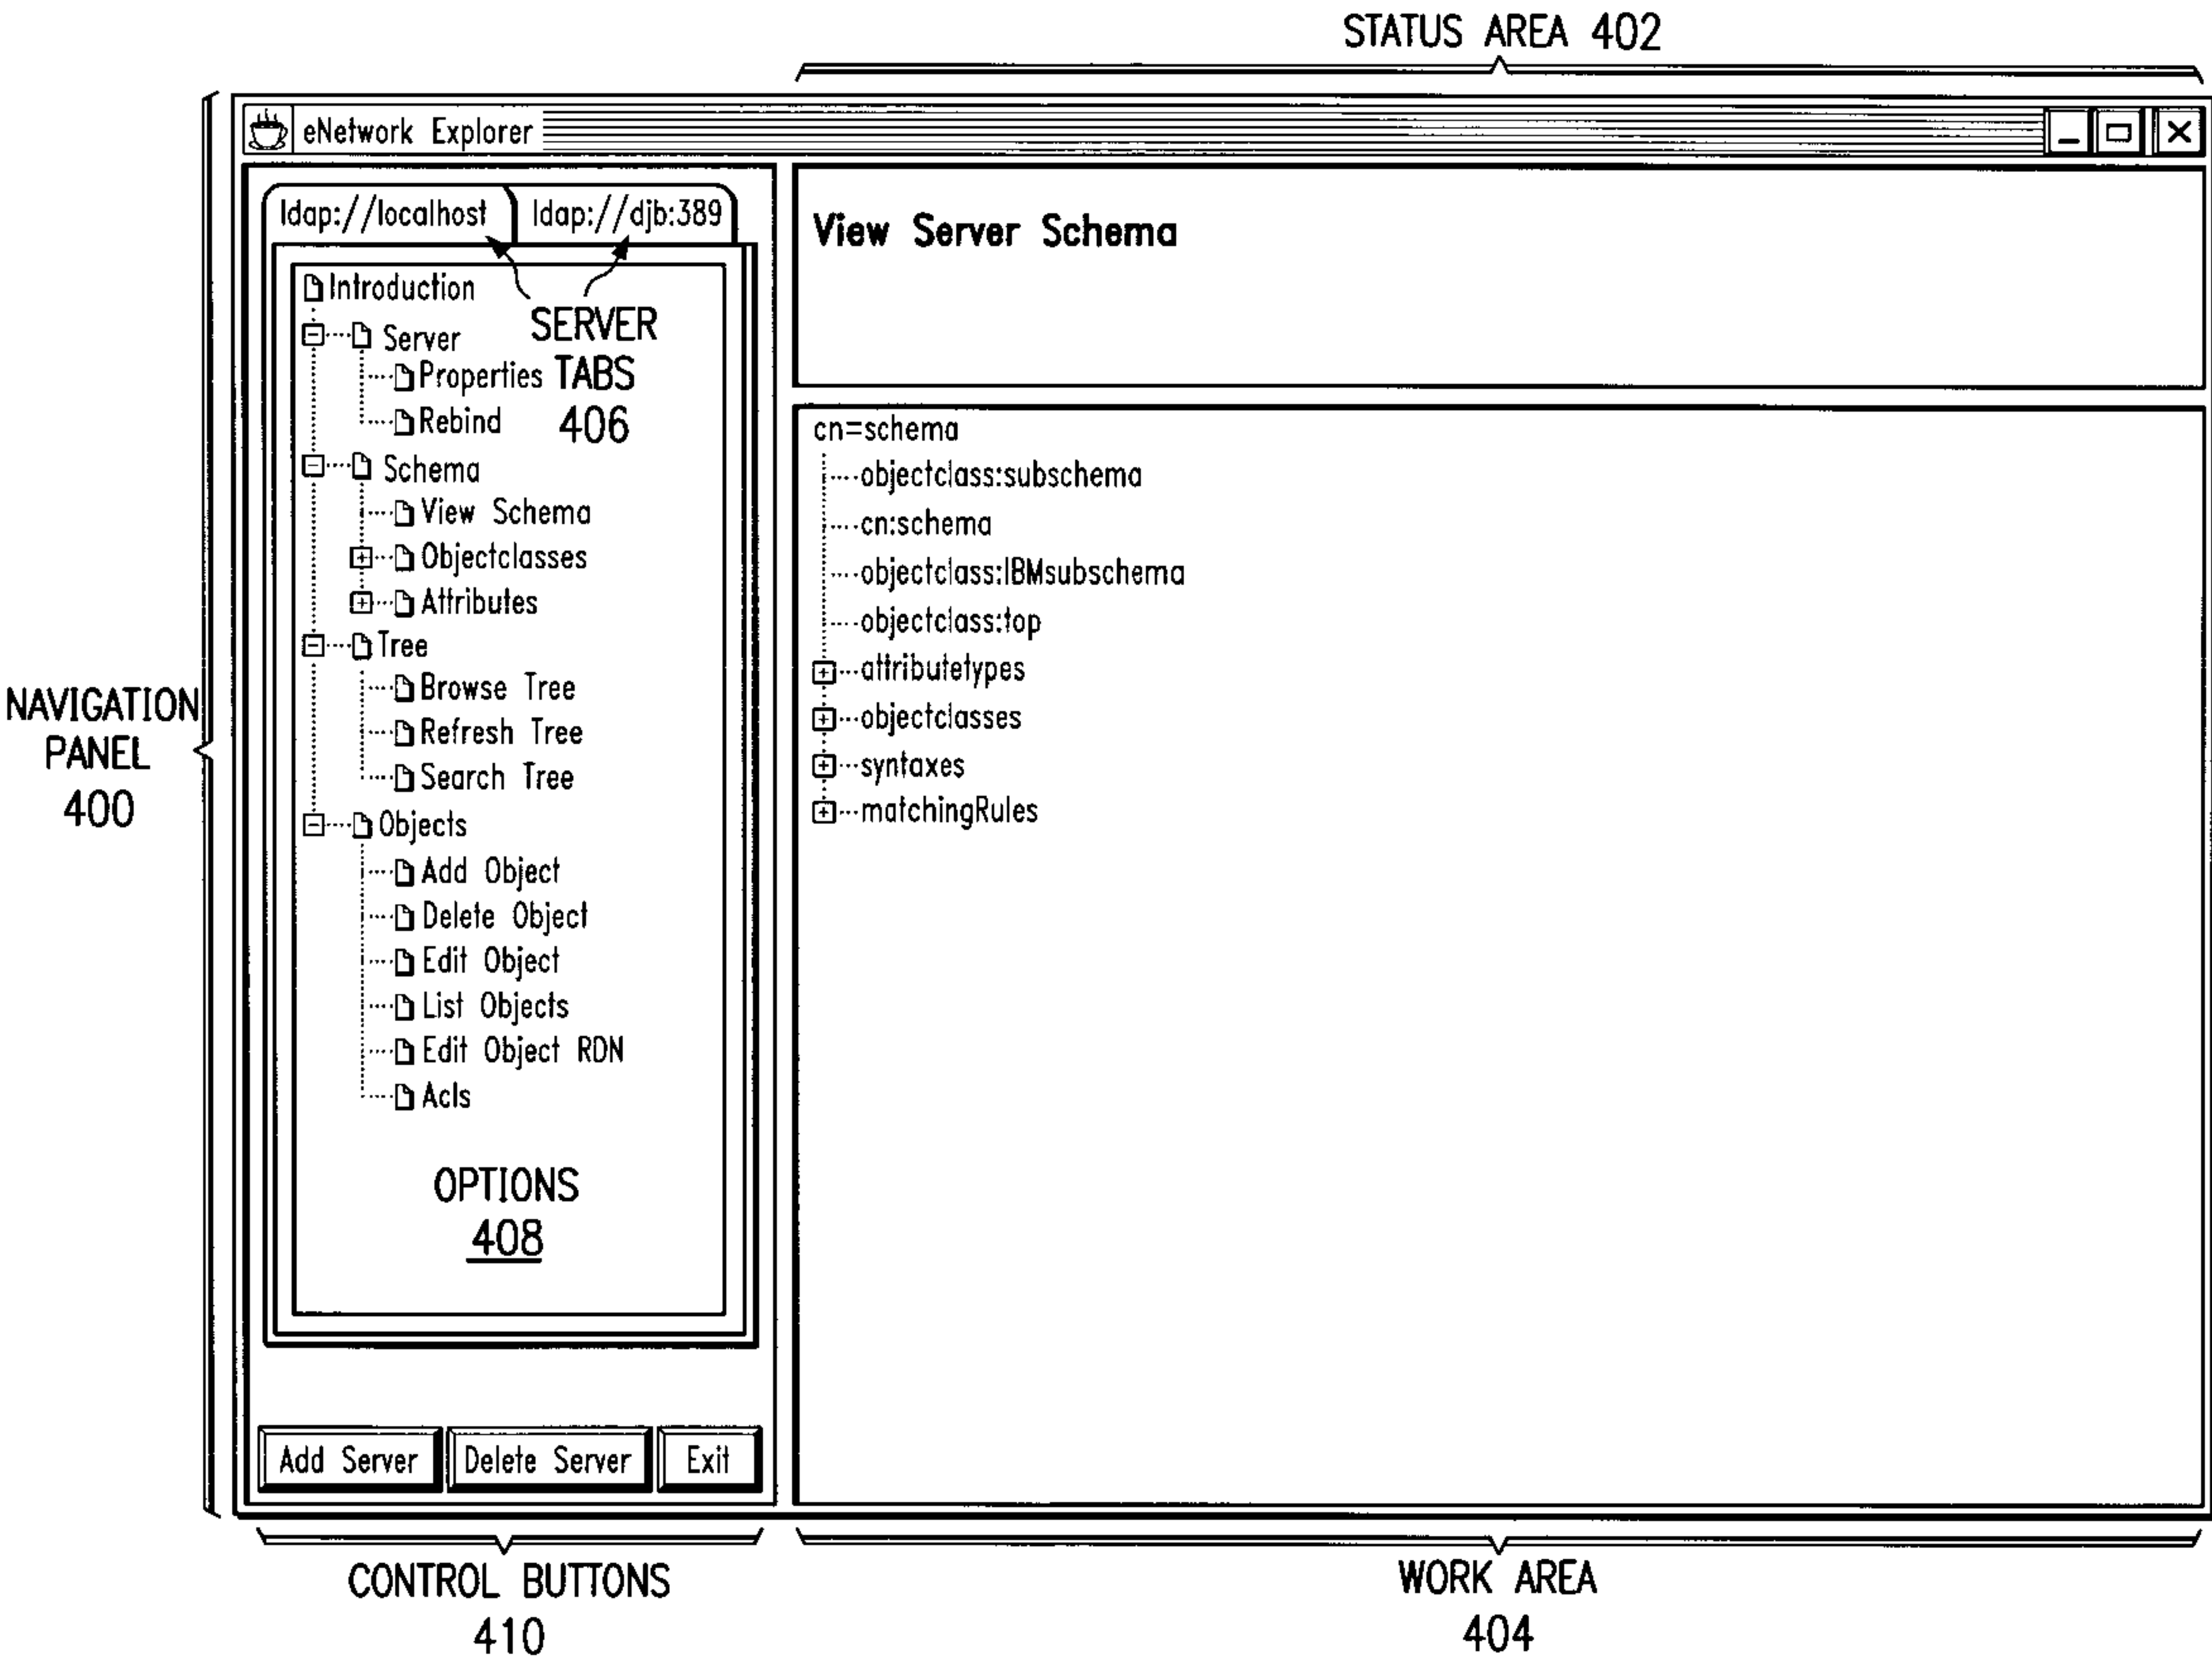 STATUS AREA 402
eNetwork Explorer
ldap://localhost
ldap://djb:389
Introduction
Server
Properties
Rebind
Schema
View Schema
Objectclasses
Attributes
Tree
Browse Tree
Refresh Tree
Search Tree
Objects
Add Object
Delete Object
Edit Object
List Objects
Edit Object RDN
Acls
SERVER
TABS
406
OPTIONS
408
Add Server
Delete Server
Exit
View Server Schema
cn=schema
objectclass:subschema
cn:schema
objectclass:IBMsubschema
objectclass:top
attributetypes
objectclasses
syntaxes
matchingRules
NAVIGATION
PANEL
400
CONTROL BUTTONS
410
WORK AREA
404